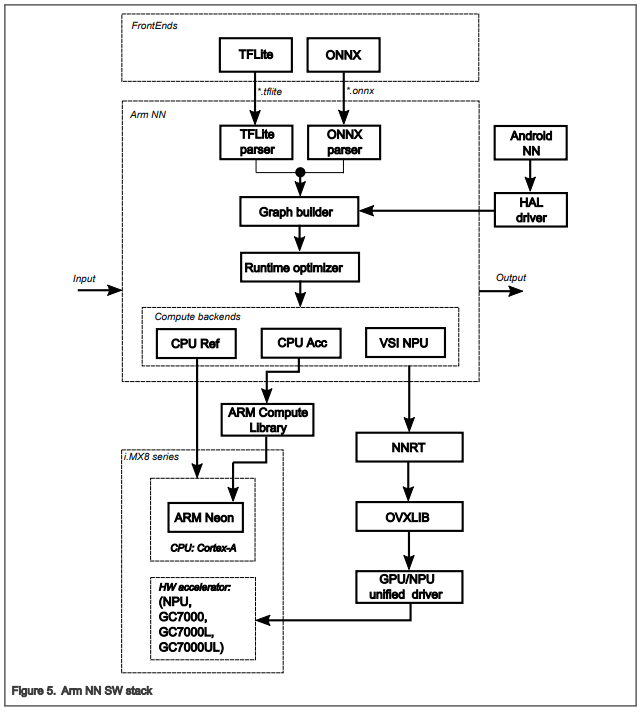 FrontEnds
TFLite
ONNX
*.tflite
*.onnx
Arm NN
TFLite
parser
ONNX
parser
Android
NN
HAL
driver
Graph builder
Runtime optimizer
Input
Output
Compute backends
CPU Ref
CPU Acc
VSI NPU
ARM Compute
Library
NNRT
i.MX8 series
ARM Neon
CPU: Cortex-A
OVXLIB
GPU/NPU
unified driver
HW accelerator:
(NPU,
GC7000,
GC7000L,
GC7000UL)
Figure 5. Arm NN SW stack